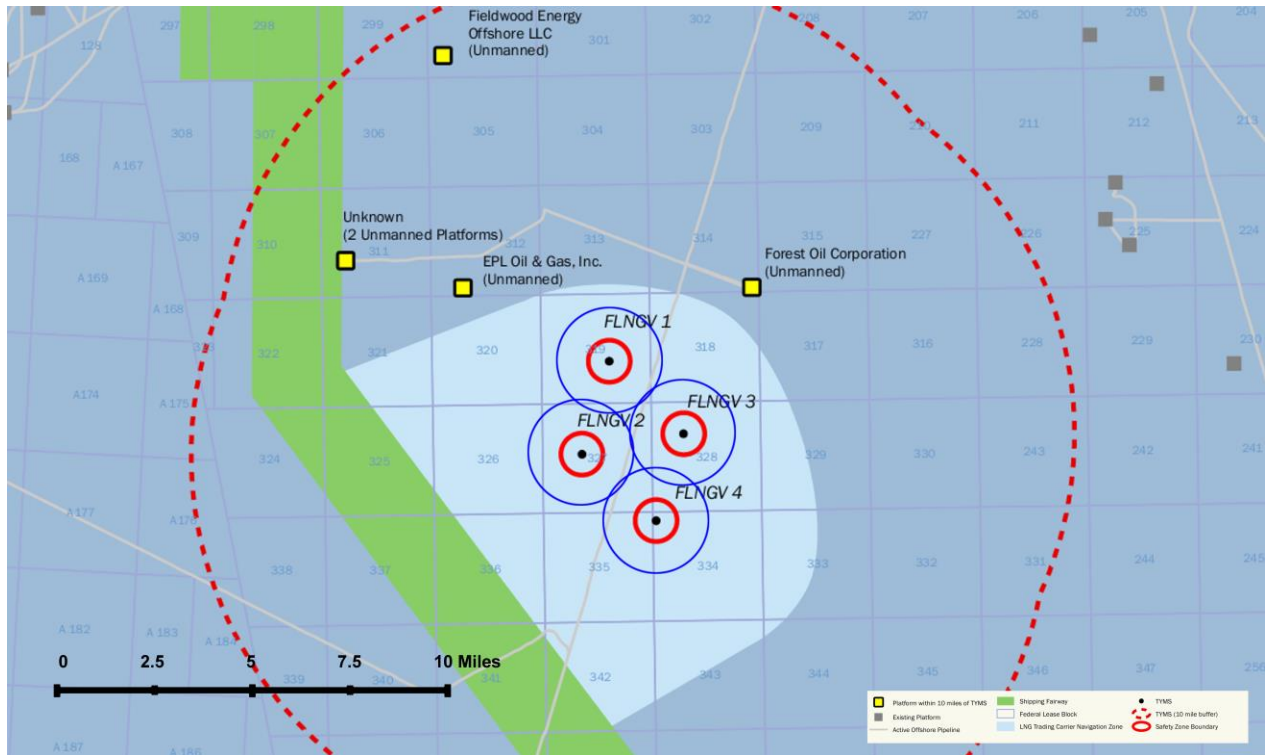 Fieldwood Energy
Offshore LLC
(Unmanned)
297 298 299 301 302 208 207 206 205 204
128
308 307 306 305 304 303 209 210 211 212 213
168 A 167
Unknown
(2 Unmanned Platforms)
309 310 311 312 313 314 315 227 226 225 224
EPL Oil & Gas, Inc.
(Unmanned)
Forest Oil Corporation
(Unmanned)
A 169
A 168
FLNGV 1
323 322 321 320 319 318 317 316 228 229 230
A 174
A 175
FLNGV 3
FLNGV 2
324 325 326 327 328 329 330 243 242 241
FLNGV 4
A 177 A 176
338 337 336 335 334 333 332 331 244 245
A 182 A 183 A 184
0 2.5 5 7.5 10 Miles
339 340 341 342 343 344 345 346 347 256
A 187 A 186
Platform within 10 miles of TYMS
Existing Platform
Active Offshore Pipeline
Shipping Fairway
Federal Lease Block
LNG Trading Carrier Navigation Zone
TYMS
TYMS (10 mile buffer)
Safety Zone Boundary